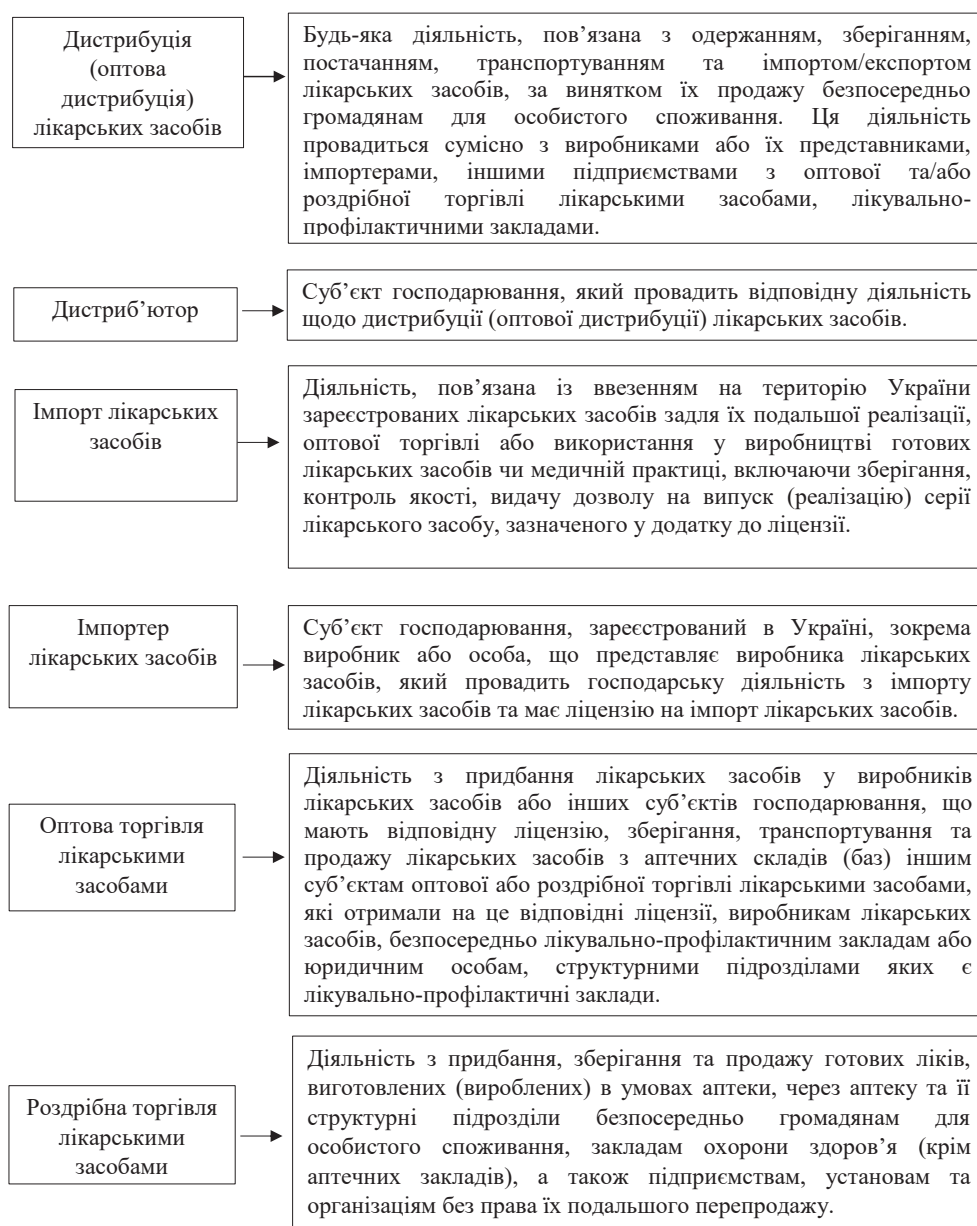 Дистрибуція
(оптова
дистрибуція)
лікарських засобів
Будь-яка діяльність, пов’язана з одержанням, зберіганням,
постачанням, транспортуванням та імпортом/експортом
лікарських засобів, за винятком їх продажу безпосередньо
громадянам для особистого споживання. Ця діяльність
провадиться сумісно з виробниками або їх представниками,
імпортерами, іншими підприємствами з оптової та/або
роздрібної торгівлі лікарськими засобами, лікувально-
профілактичними закладами.
Дистриб’ютор
Суб’єкт господарювання, який провадить відповідну діяльність
щодо дистрибуції (оптової дистрибуції) лікарських засобів.
Імпорт лікарських
засобів
Діяльність, пов’язана із ввезенням на територію України
зареєстрованих лікарських засобів задля їх подальшої реалізації,
оптової торгівлі або використання у виробництві готових
лікарських засобів чи медичній практиці, включаючи зберігання,
контроль якості, видачу дозволу на випуск (реалізацію) серії
лікарського засобу, зазначеного у додатку до ліцензії.
Імпортер
лікарських засобів
Суб’єкт господарювання, зареєстрований в Україні, зокрема
виробник або особа, що представляє виробника лікарських
засобів, який провадить господарську діяльність з імпорту
лікарських засобів та має ліцензію на імпорт лікарських засобів.
Оптова торгівля
лікарськими
засобами
Діяльність з придбання лікарських засобів у виробників
лікарських засобів або інших суб’єктів господарювання, що
мають відповідну ліцензію, зберігання, транспортування та
продажу лікарських засобів з аптечних складів (баз) іншим
суб’єктам оптової або роздрібної торгівлі лікарськими засобами,
які отримали на це відповідні ліцензії, виробникам лікарських
засобів, безпосередньо лікувально-профілактичним закладам або
юридичним особам, структурними підрозділами яких є
лікувально-профілактичні заклади.
Роздрібна торгівля
лікарськими
засобами
Діяльність з придбання, зберігання та продажу готових ліків,
виготовлених (вироблених) в умовах аптеки, через аптеку та її
структурні підрозділи безпосередньо громадянам для
особистого споживання, закладам охорони здоров’я (крім
аптечних закладів), а також підприємствам, установам та
організаціям без права їх подальшого перепродажу.